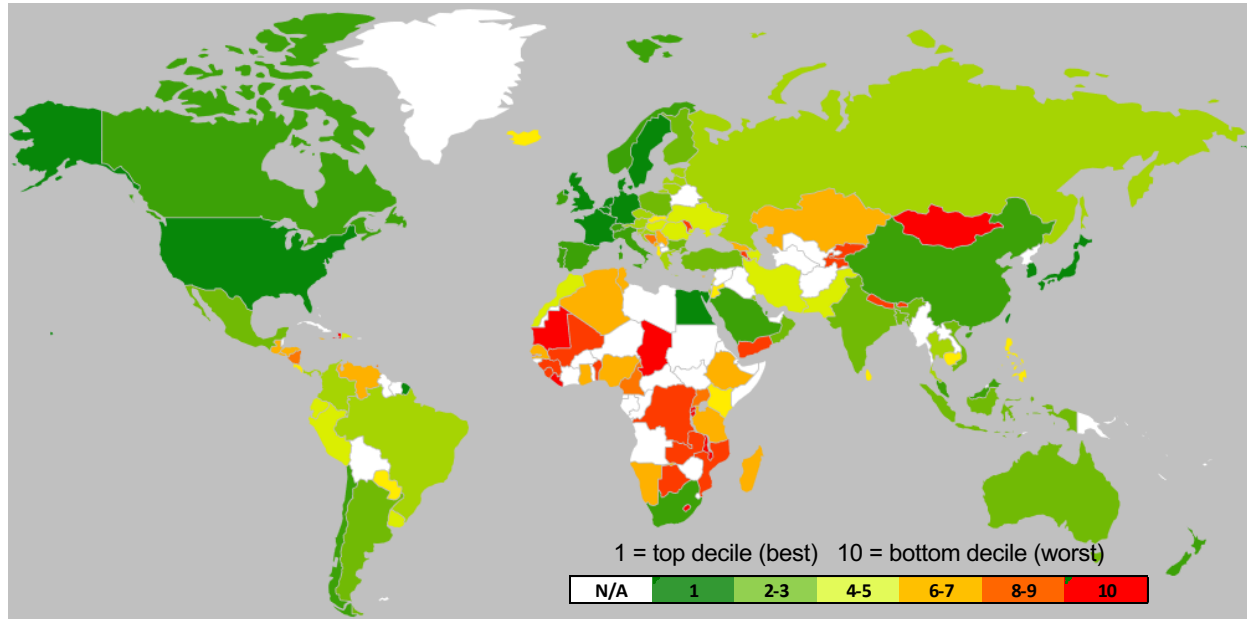 1 = top decile (best) 10 = bottom decile (worst)
N/A 1 2-3 4-5 6-7 8-9 10